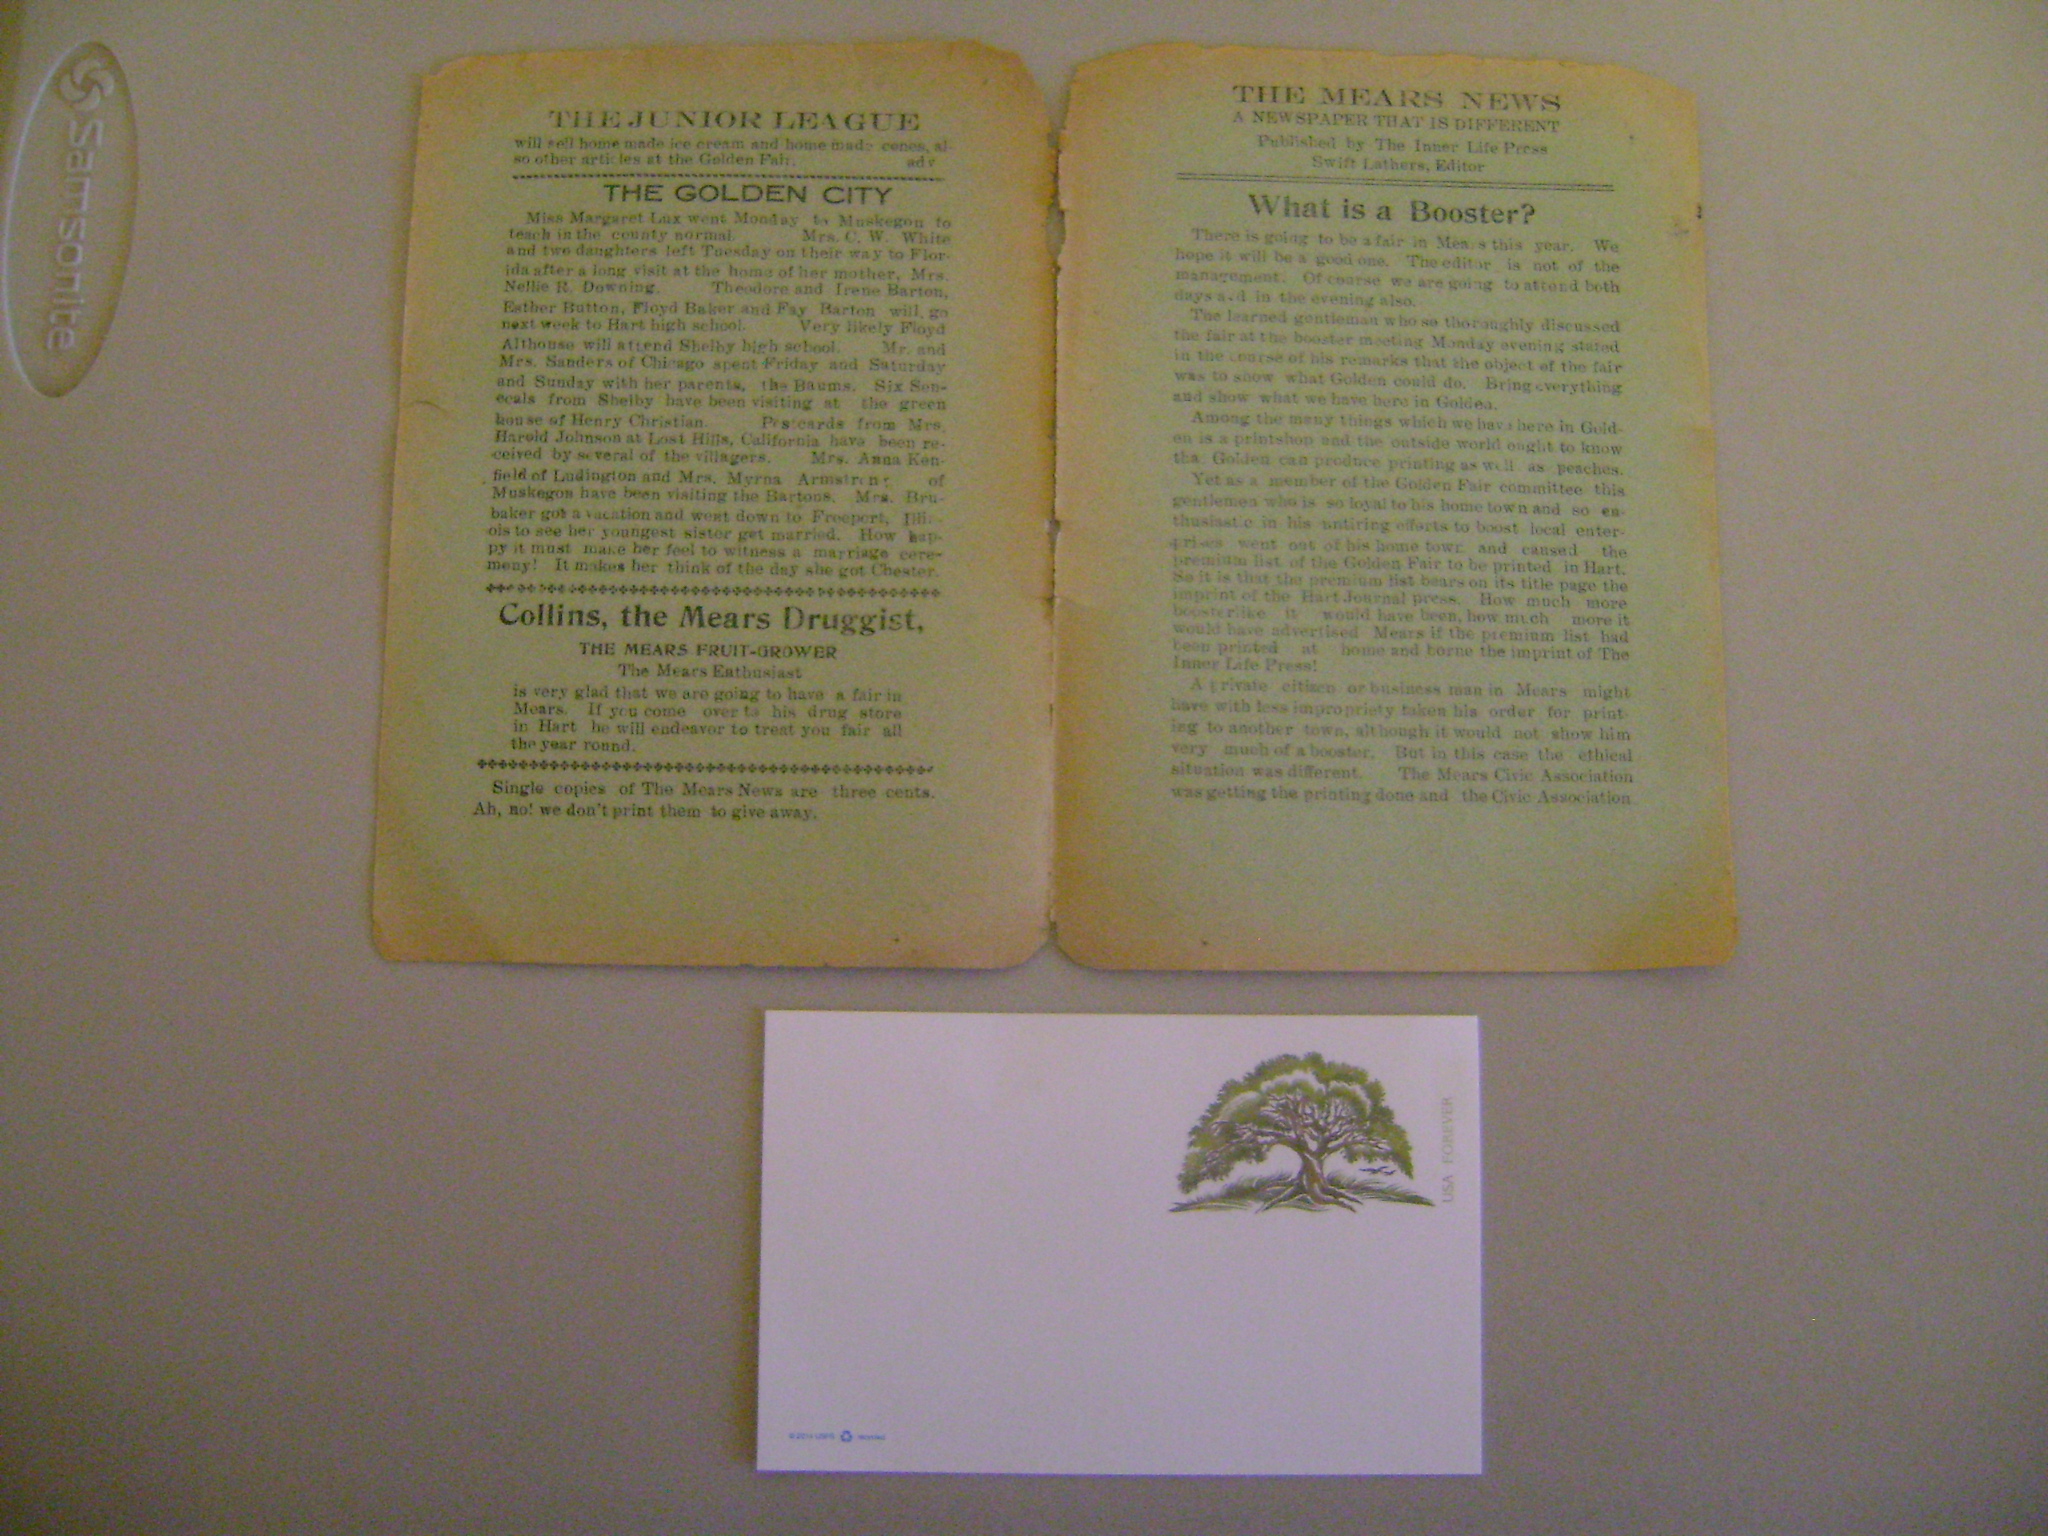 Samsonite
THE JUNIOR LEAGUE
will sell home made ice cream and home made cones, al-
so other articles at the Golden Fair. adv
THE GOLDEN CITY
Miss Margaret Lux went Monday to Muskegon to
teach in the county normal. Mrs. C. W. White
and two daughters left Tuesday on their way to Flor-
ida after a long visit at the home of her mother, Mrs.
Nellie R. Downing. Theodore and Irene Barton,
Esther Button, Floyd Baker and Fay Barton will go
next week to Hart high school. Very likely Floyd
Althouse will attend Shelby high school. Mr. and
Mrs. Sanders of Chicago spent Friday and Saturday
and Sunday with her parents, the Baums. Six Sen-
ecals from Shelby have been visiting at the green
house of Henry Christian. Postcards from Mrs.
Harold Johnson at Lost Hills, California have been re-
ceived by several of the villagers. Mrs. Anna Ken-
field of Ludington and Mrs. Myrna Armstrong of
Muskegon have been visiting the Bartons. Mrs. Bru-
baker got a vacation and went down to Freeport, Illi-
ois to see her youngest sister get married. How hap-
py it must make her feel to witness a marriage cere-
mony! It makes her think of the day she got Chester.
Collins, the Mears Druggist,
THE MEARS FRUIT-GROWER
The Mears Enthusiast
is very glad that we are going to have a fair in
Mears. If you come over to his drug store
in Hart he will endeavor to treat you fair all
the year round.
Single copies of The Mears News are three cents.
Ah, no! we don't print them to give away.
THE MEARS NEWS
A NEWSPAPER THAT IS DIFFERENT
Published by The Inner Life Press
Swift Lathers, Editor
What is a Booster?
There is going to be a fair in Mears this year. We
hope it will be a good one. The editor is not of the
management. Of course we are going to attend both
days and in the evening also.
The learned gentleman who so thoroughly discussed
the fair at the booster meeting Monday evening stated
in the course of his remarks that the object of the fair
was to show what Golden could do. Bring everything
and show what we have here in Golden.
Among the many things which we have here in Gold-
en is a printshop and the outside world ought to know
that Golden can produce printing as well as peaches.
Yet as a member of the Golden Fair committee this
gentlemen who is so loyal to his home town and so en-
thusiastic in his untiring efforts to boost local enter-
prises went out of his home town and caused the
premium list of the Golden Fair to be printed in Hart.
So it is that the premium list bears on its title page the
imprint of the Hart Journal press. How much more
boosterlike it would have been, how much more it
would have advertised Mears if the premium list had
been printed at home and borne the imprint of The
Inner Life Press!
A private citizen or business man in Mears might
have with less impropriety taken his order for print-
ing to another town, although it would not show him
very much of a booster. But in this case the ethical
situation was different. The Mears Civic Association
was getting the printing done and the Civic Association
USA FOREVER
© 2014 USPS recycled